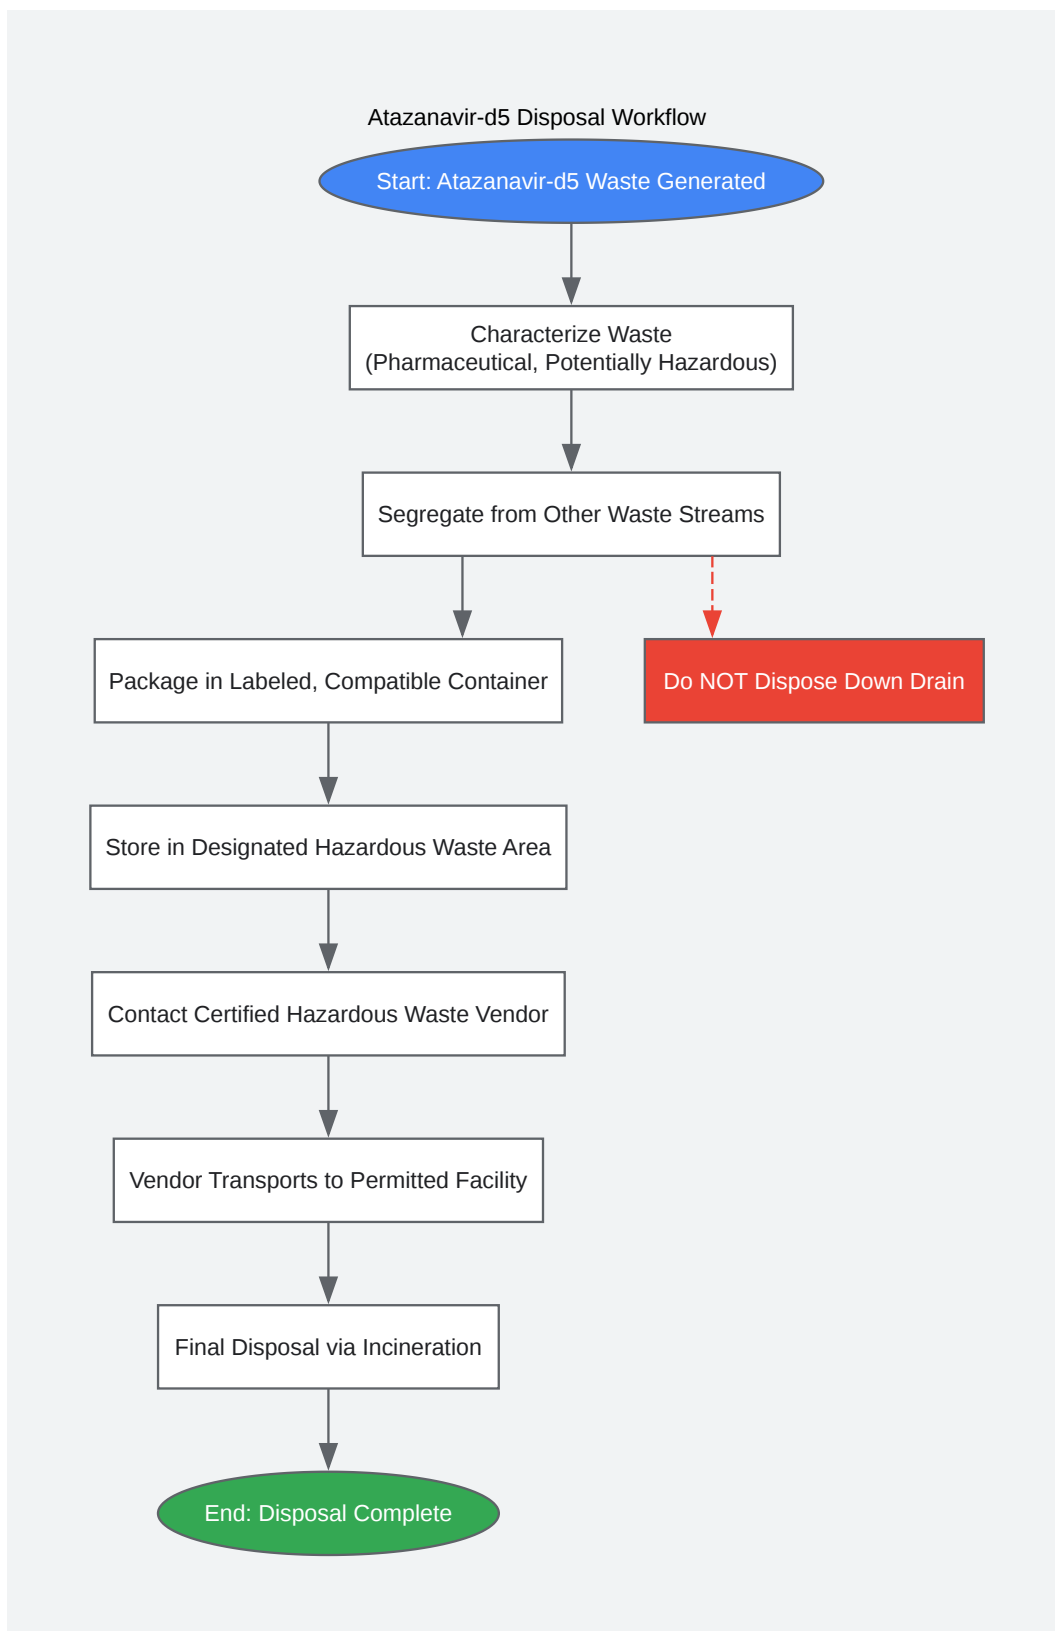 Atazanavir-d5 Disposal Workflow
Start: Atazanavir-d5 Waste Generated
Characterize Waste
(Pharmaceutical, Potentially Hazardous)
Segregate from Other Waste Streams
Package in Labeled, Compatible Container
Do NOT Dispose Down Drain
Store in Designated Hazardous Waste Area
Contact Certified Hazardous Waste Vendor
Vendor Transports to Permitted Facility
Final Disposal via Incineration
End: Disposal Complete